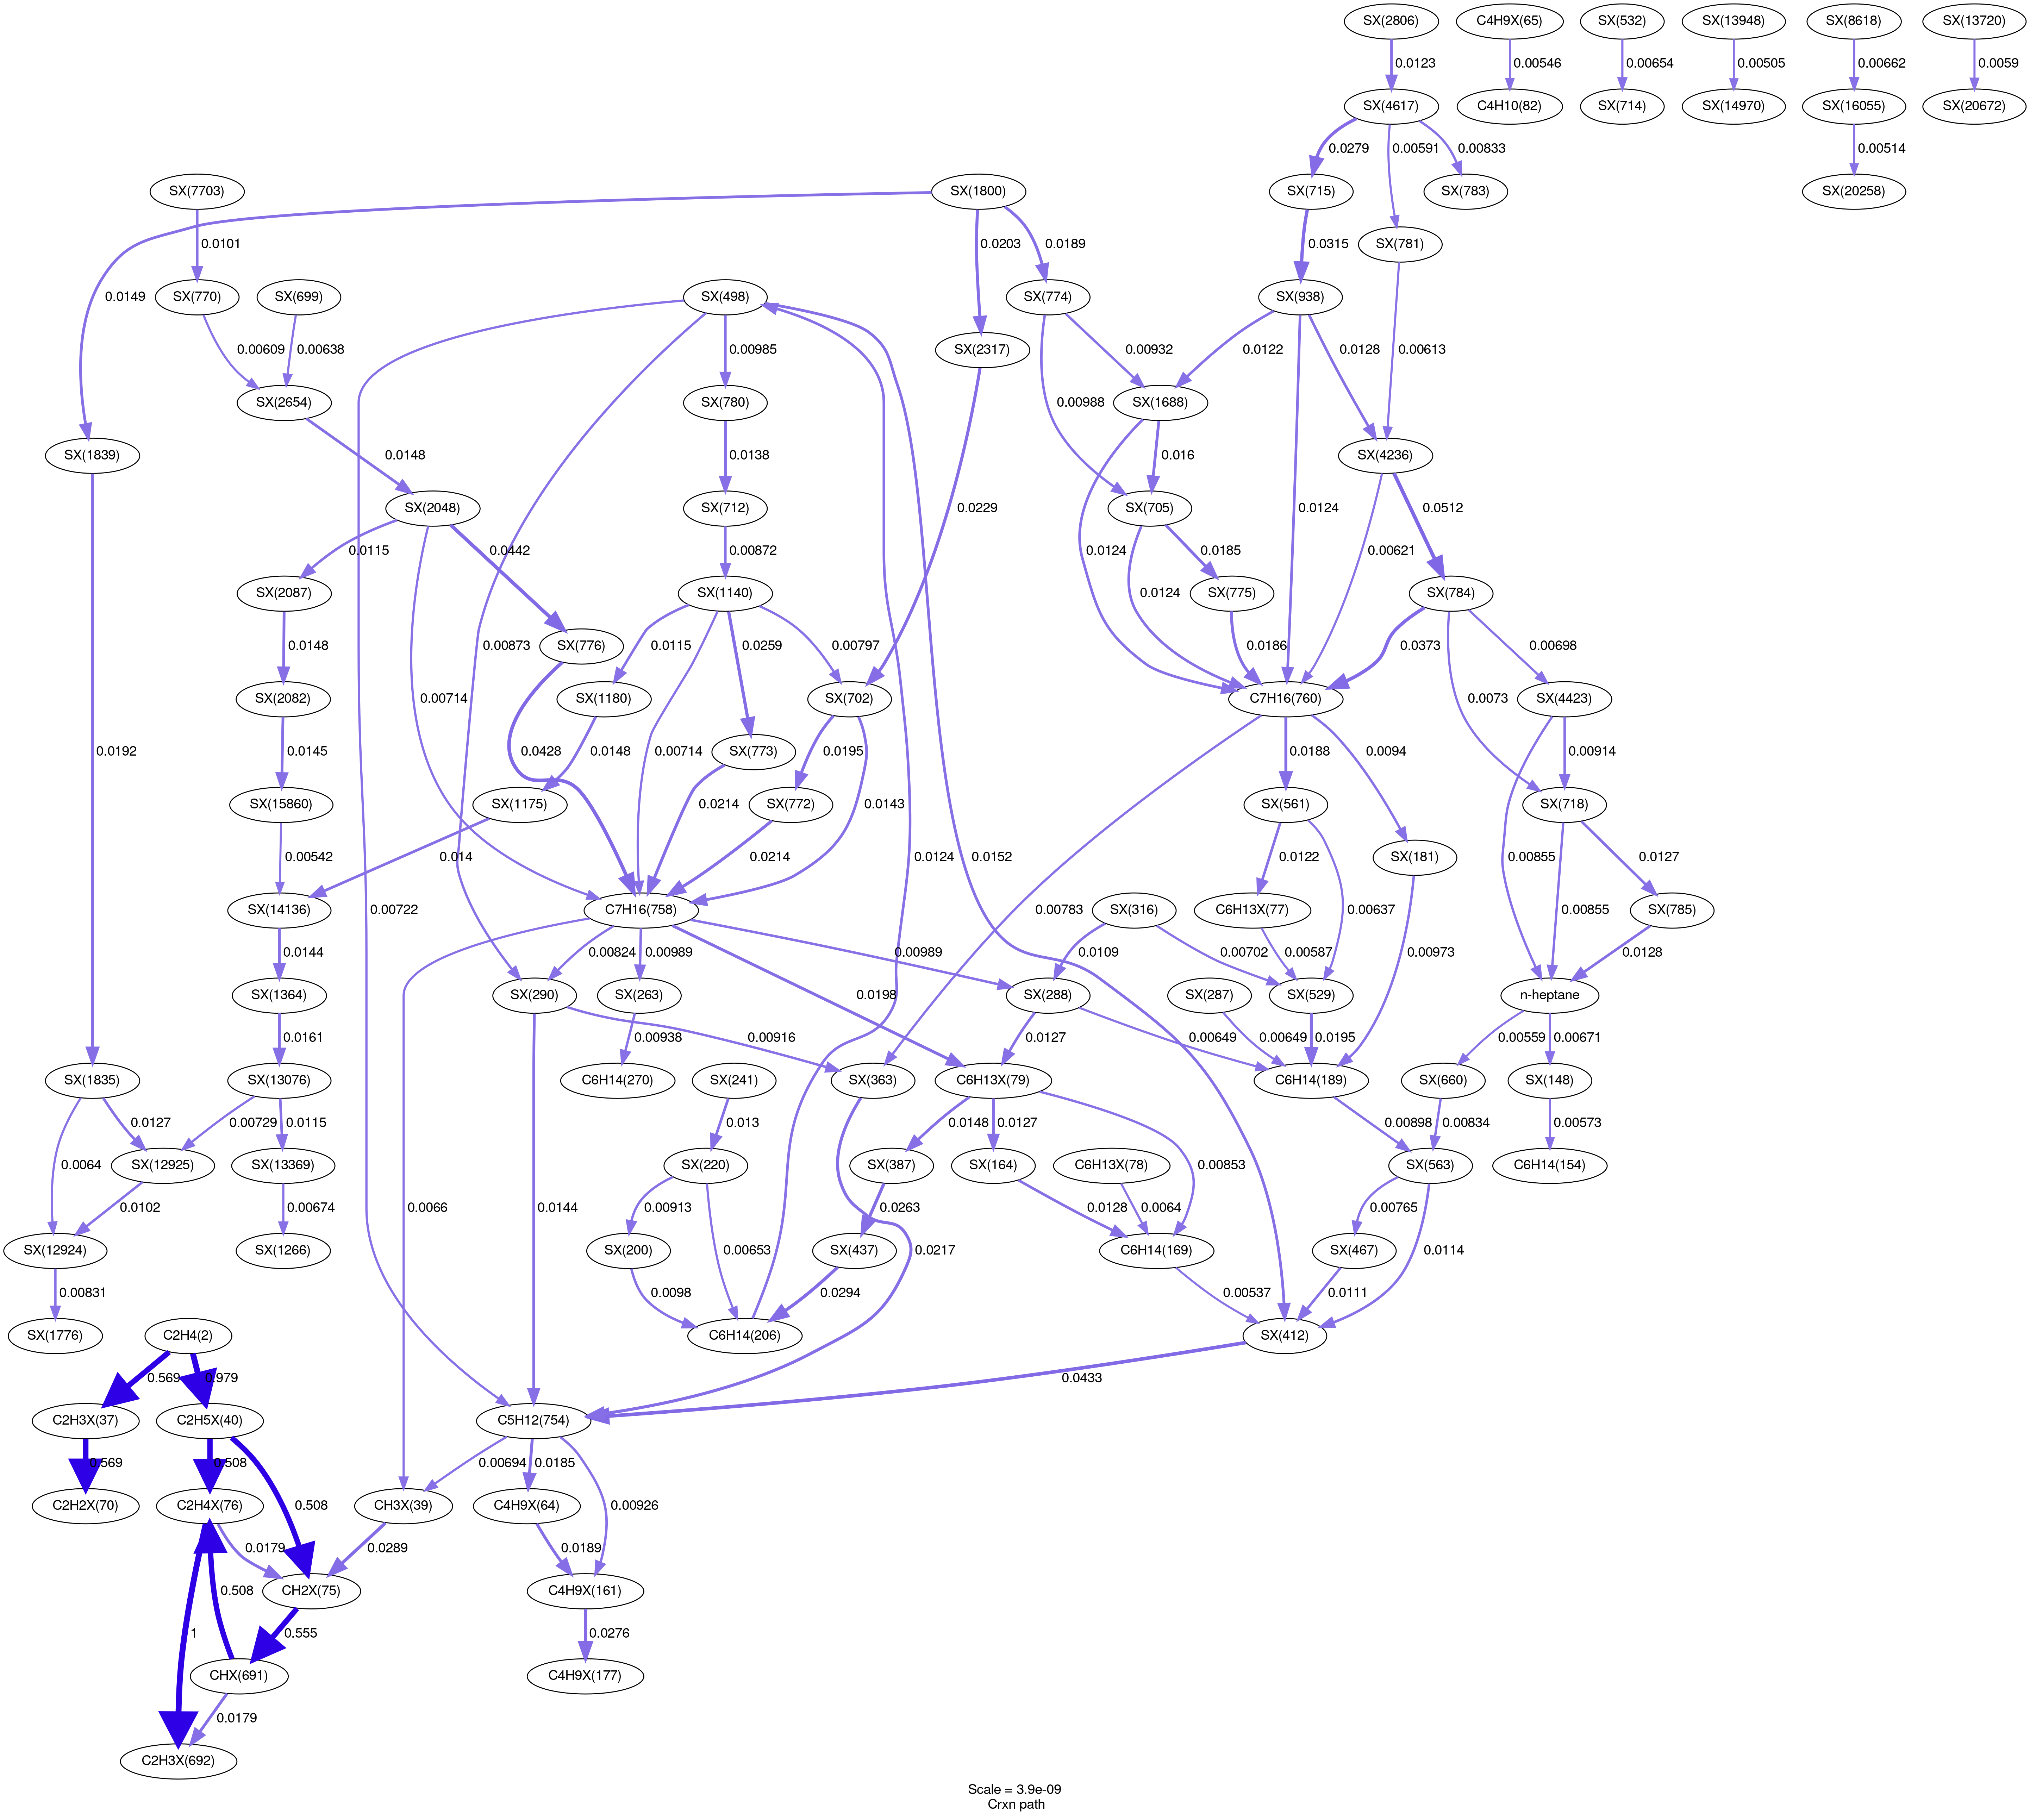 SX(2806)
C4H9X(65)
SX(532)
SX(13948)
SX(8618)
SX(13720)
0.0123
0.00546
0.00654
0.00505
0.00662
0.0059
SX(4617)
C4H10(82)
SX(714)
SX(14970)
SX(16055)
SX(20672)
0.0279
0.00591
0.00833
0.00514
SX(7703)
SX(1800)
SX(715)
SX(783)
SX(20258)
0.0101
0.0203
0.0189
0.0315
SX(781)
0.0149
SX(770)
SX(699)
SX(498)
SX(774)
SX(938)
0.00609
0.00638
0.00985
SX(2317)
0.00932
0.0122
0.0128
0.00613
SX(2654)
SX(780)
0.00988
SX(1688)
SX(1839)
0.0148
0.0138
0.016
SX(4236)
SX(2048)
SX(712)
0.0229
SX(705)
0.0124
0.0512
0.0115
0.0442
0.00872
0.0124
0.0185
0.00621
SX(2087)
SX(1140)
0.0124
SX(775)
SX(784)
0.0148
SX(776)
0.00873
0.0115
0.0259
0.00797
0.0186
0.0373
0.00698
SX(2082)
0.00714
SX(1180)
SX(702)
C7H16(760)
0.0073
SX(4423)
0.0192
0.0145
0.0428
0.0148
0.00714
SX(773)
0.0195
0.0188
0.0094
0.00914
SX(15860)
SX(1175)
0.0214
SX(772)
0.0143
SX(561)
SX(718)
0.00542
0.014
0.0214
0.0124
0.0152
0.0122
SX(181)
0.00855
0.0127
SX(14136)
0.00722
C7H16(758)
0.00783
SX(316)
C6H13X(77)
0.00637
0.00855
SX(785)
0.0144
0.00824
0.00989
0.00989
0.0109
0.00702
0.00587
0.00973
0.0128
SX(1364)
SX(290)
SX(263)
0.0198
SX(288)
SX(287)
SX(529)
n-heptane
0.0161
0.00938
0.00916
0.0127
0.00649
0.00649
0.0195
0.00559
0.00671
SX(1835)
SX(13076)
C6H14(270)
SX(241)
SX(363)
C6H13X(79)
C6H14(189)
SX(660)
SX(148)
0.0127
0.00729
0.0115
0.013
0.0148
0.0127
0.00898
0.00834
0.00573
0.0064
SX(12925)
SX(13369)
SX(220)
SX(387)
SX(164)
C6H13X(78)
0.00853
SX(563)
C6H14(154)
0.0102
0.00674
0.0066
0.0144
0.00913
0.0263
0.0128
0.0064
0.00765
SX(12924)
SX(1266)
SX(200)
0.00653
SX(437)
0.0217
C6H14(169)
SX(467)
0.0114
0.00831
0.0098
0.0294
0.00537
0.0111
SX(1776)
C2H4(2)
C6H14(206)
SX(412)
0.569
0.979
0.0433
C2H3X(37)
C2H5X(40)
C5H12(754)
0.569
0.508
0.00694
0.0185
C2H2X(70)
C2H4X(76)
0.508
CH3X(39)
C4H9X(64)
0.00926
0.0179
0.0289
0.0189
0.508
CH2X(75)
C4H9X(161)
1
0.555
0.0276
CHX(691)
C4H9X(177)
0.0179
C2H3X(692)
Scale = 3.9e-09
Crxn path